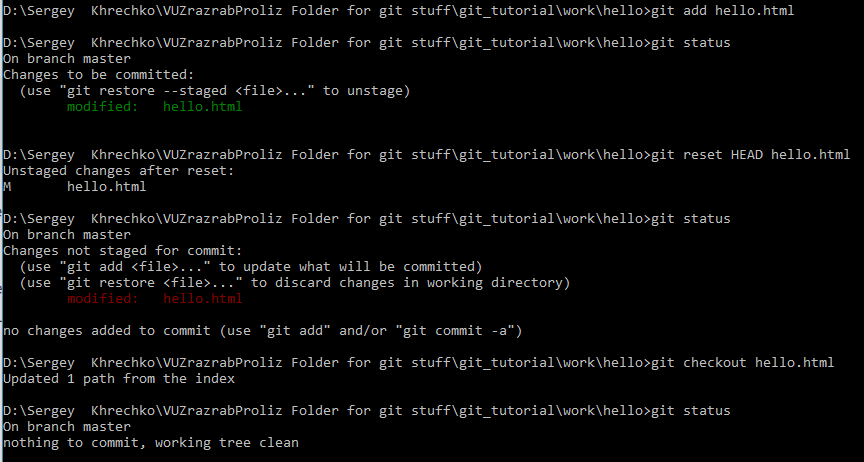 D:\Sergey  Khrechko\VUZrazrabProliz Folder for git stuff\git_tutorial\work\hello>git add hello.html
D:\Sergey  Khrechko\VUZrazrabProliz Folder for git stuff\git_tutorial\work\hello>git status
On branch master
Changes to be committed:
  (use "git restore --staged <file>..." to unstage)
        modified:   hello.html
D:\Sergey  Khrechko\VUZrazrabProliz Folder for git stuff\git_tutorial\work\hello>git reset HEAD hello.html
Unstaged changes after reset:
M       hello.html
D:\Sergey  Khrechko\VUZrazrabProliz Folder for git stuff\git_tutorial\work\hello>git status
On branch master
Changes not staged for commit:
  (use "git add <file>..." to update what will be committed)
  (use "git restore <file>..." to discard changes in working directory)
        modified:   hello.html
no changes added to commit (use "git add" and/or "git commit -a")
D:\Sergey  Khrechko\VUZrazrabProliz Folder for git stuff\git_tutorial\work\hello>git checkout hello.html
Updated 1 path from the index
D:\Sergey  Khrechko\VUZrazrabProliz Folder for git stuff\git_tutorial\work\hello>git status
On branch master
nothing to commit, working tree clean